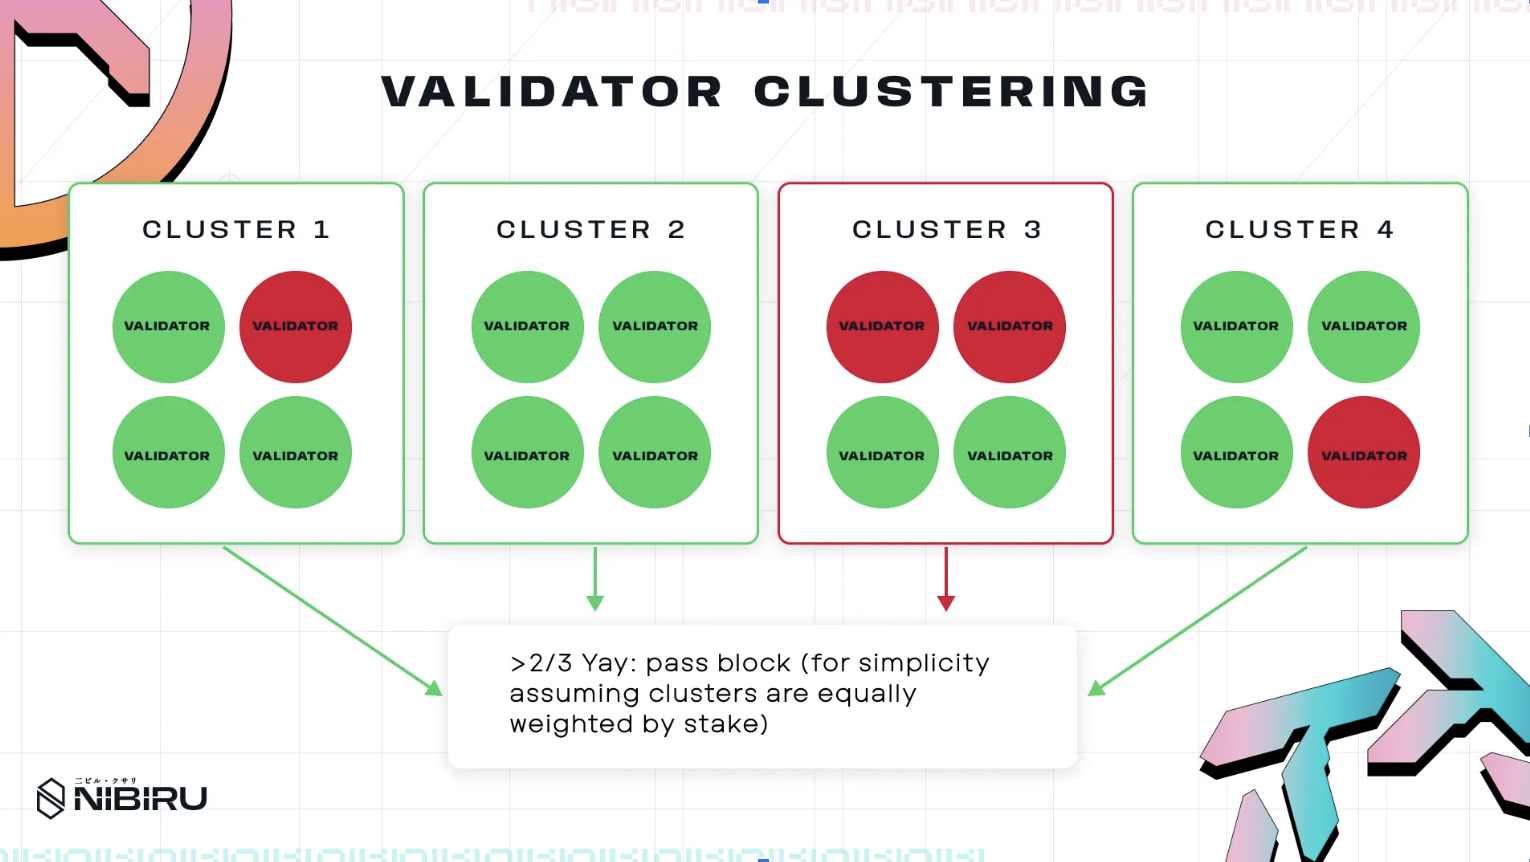 VALIDATOR CLUSTERING
CLUSTER 1
VALIDATOR VALIDATOR
VALIDATOR VALIDATOR
CLUSTER 2
VALIDATOR VALIDATOR
VALIDATOR VALIDATOR
CLUSTER 3
VALIDATOR VALIDATOR
VALIDATOR VALIDATOR
CLUSTER 4
VALIDATOR VALIDATOR
VALIDATOR VALIDATOR
>2/3 Yay: pass block (for simplicity
assuming clusters are equally
weighted by stake)
ニビル・クサリ
NIBIRU